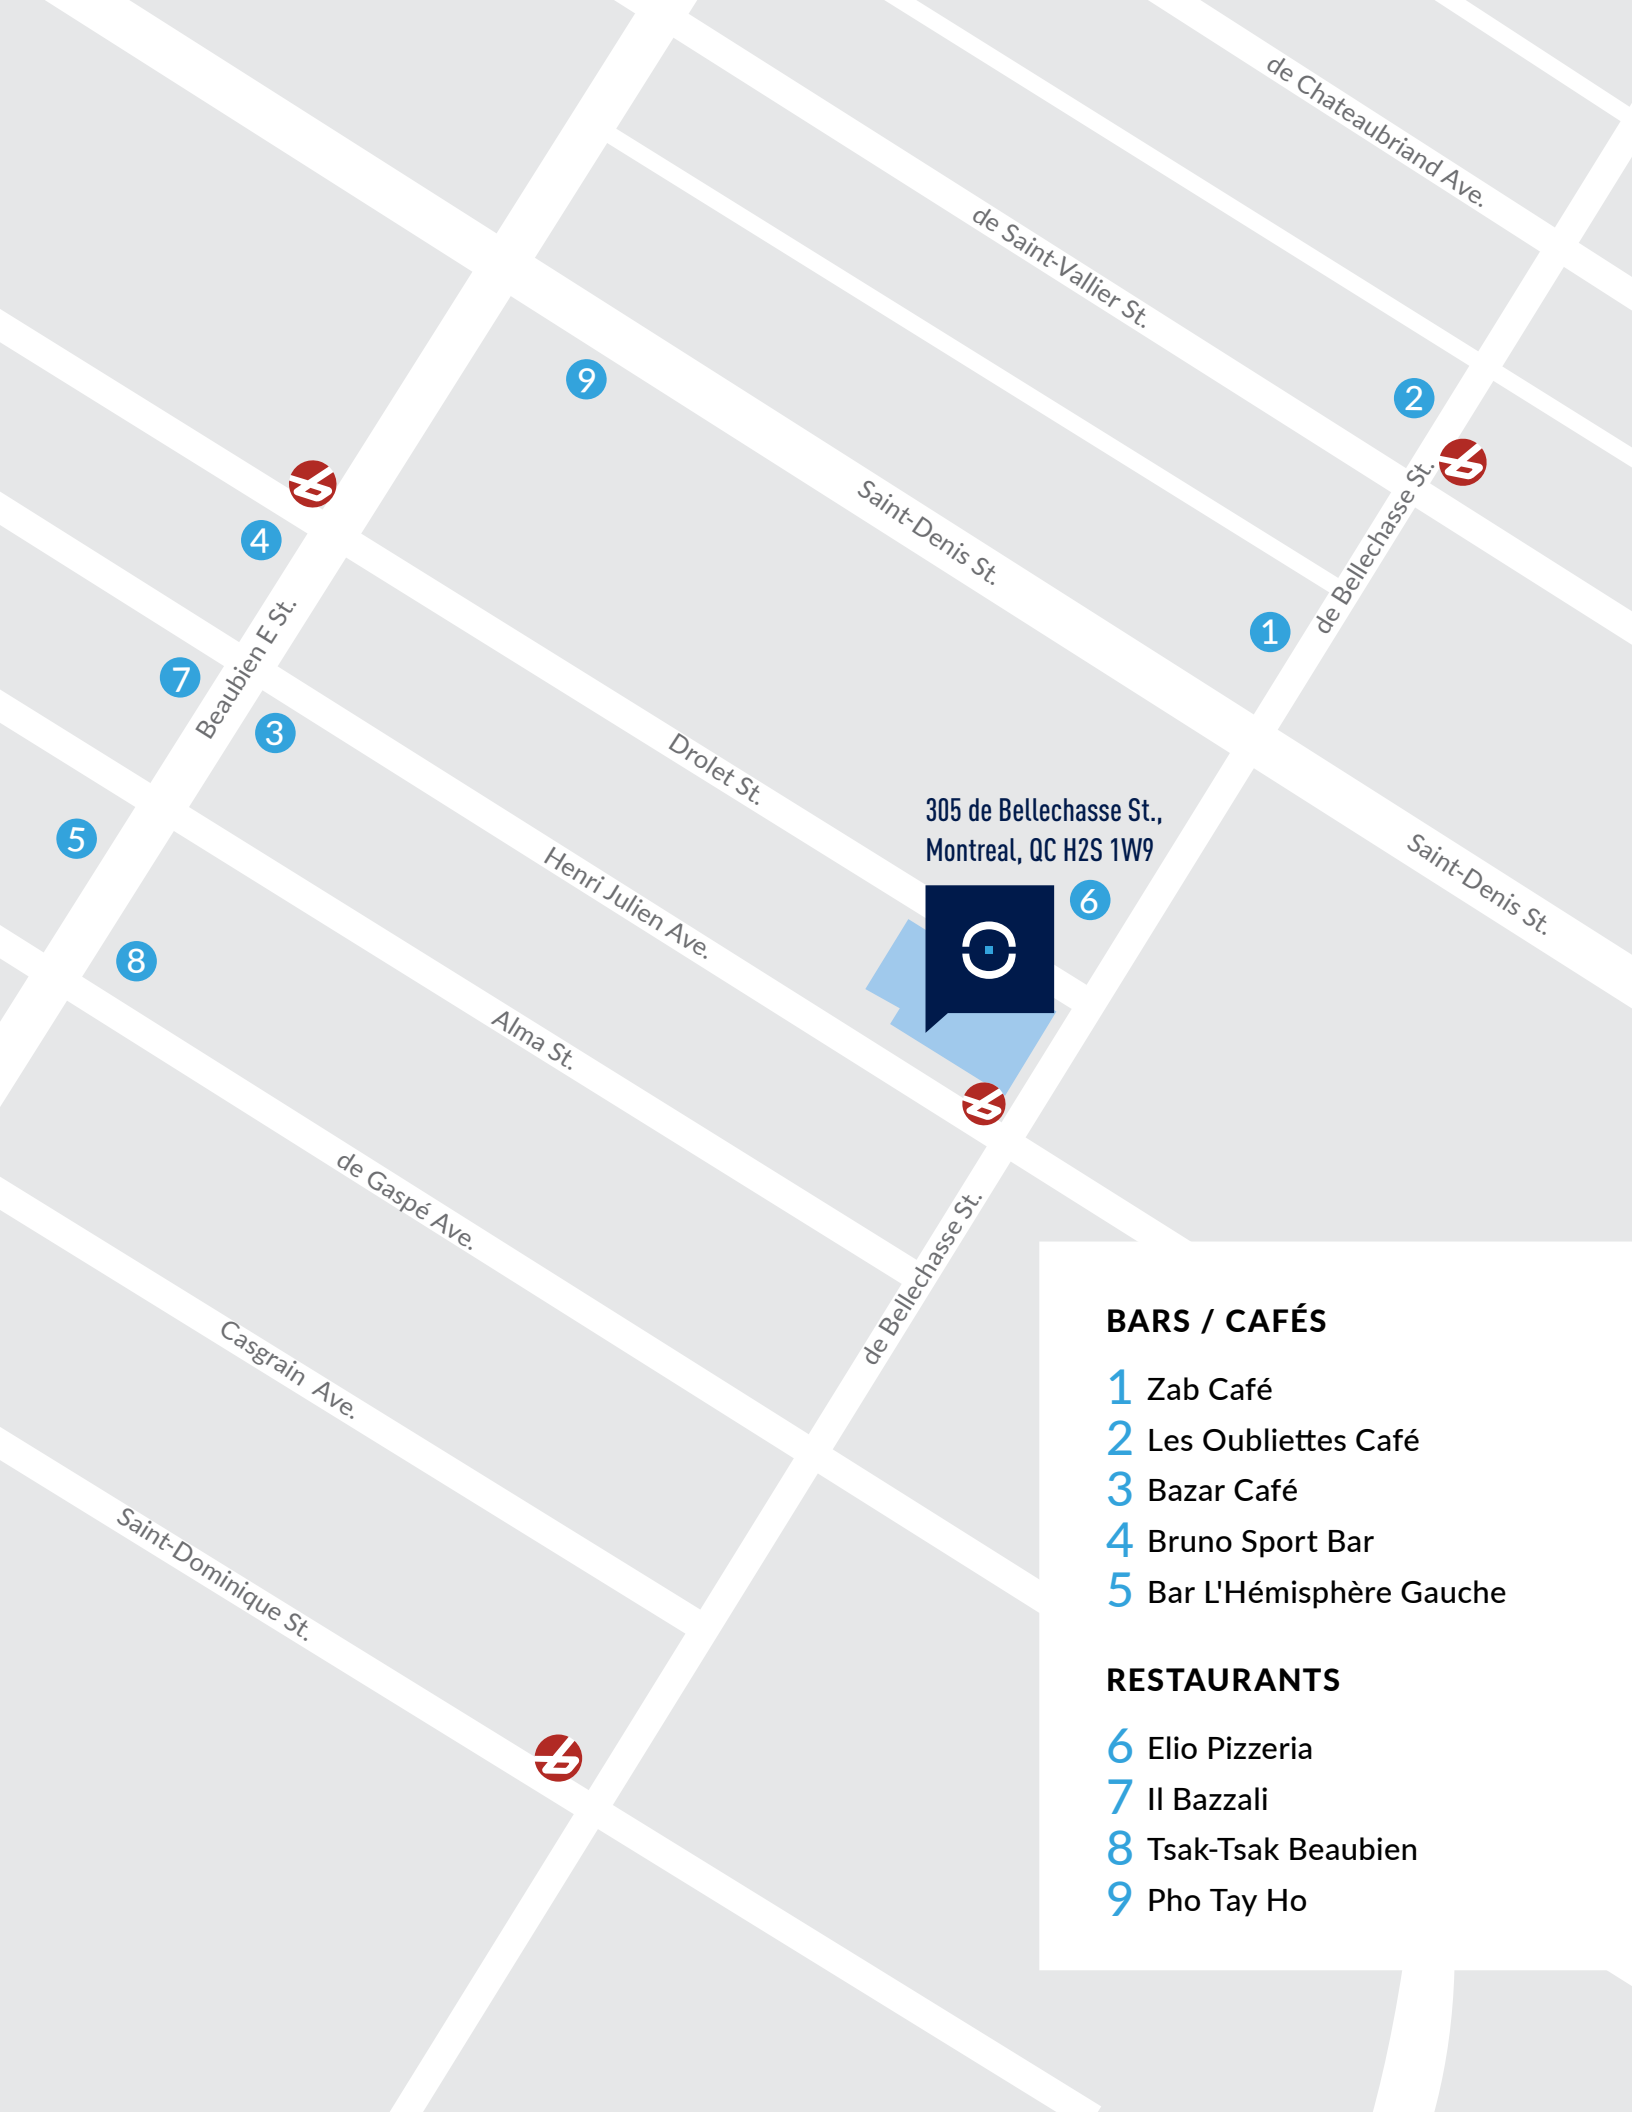 de Chateaubriand Ave.
de Saint-Vallier St.
9
2
Saint-Denis St.
de Bellechasse St.
4
1
Beaubien E St.
7
3
Drolet St.
305 de Bellechasse St.,
Montreal, QC H2S 1W9
5
Henri Julien Ave.
6
Saint-Denis St.
8
Alma St.
de Gaspé Ave.
de Bellechasse St.
Casgrain Ave.
Saint-Dominique St.
BARS / CAFÉS
1 Zab Café
2 Les Oubliettes Café
3 Bazar Café
4 Bruno Sport Bar
5 Bar L'Hémisphère Gauche
RESTAURANTS
6 Elio Pizzeria
7 Il Bazzali
8 Tsak-Tsak Beaubien
9 Pho Tay Ho